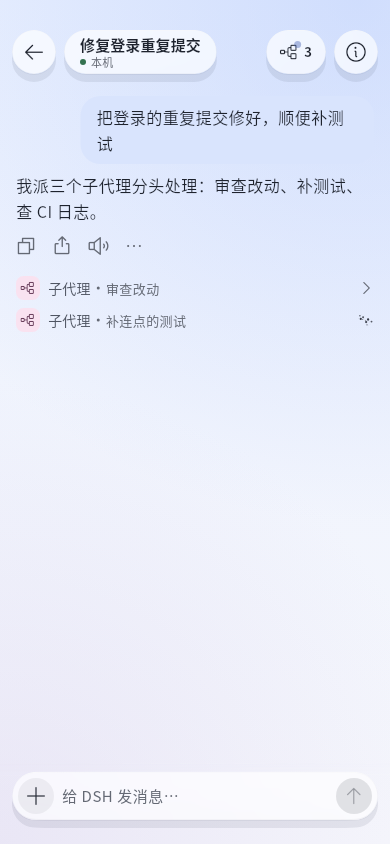 修复登录重复提交
本机
3
把登录的重复提交修好，顺便补测
试
我派三个子代理分头处理：审查改动、补测试、
查 CI 日志。
子代理・审查改动
子代理・补连点的测试
给 DSH 发消息…